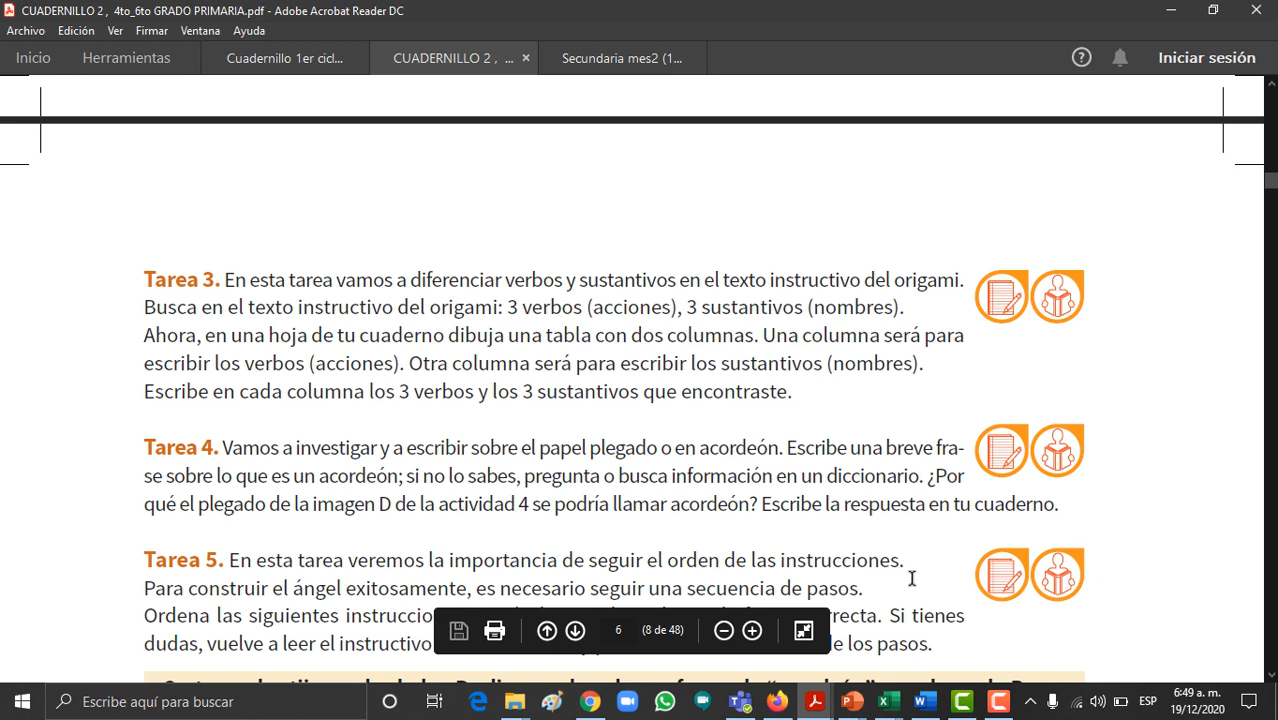 CUADERNILLO 2 , 4to_6to GRADO PRIMARIA.pdf - Adobe Acrobat Reader DC
Archivo Edición Ver Firmar Ventana Ayuda
Inicio Herramientas Cuadernillo 1er cicl... CUADERNILLO 2 , ... × Secundaria mes2 (1... Iniciar sesión
Tarea 3. En esta tarea vamos a diferenciar verbos y sustantivos en el texto instructivo del origami.
Busca en el texto instructivo del origami: 3 verbos (acciones), 3 sustantivos (nombres).
Ahora, en una hoja de tu cuaderno dibuja una tabla con dos columnas. Una columna será para
escribir los verbos (acciones). Otra columna será para escribir los sustantivos (nombres).
Escribe en cada columna los 3 verbos y los 3 sustantivos que encontraste.
Tarea 4. Vamos a investigar y a escribir sobre el papel plegado o en acordeón. Escribe una breve fra-
se sobre lo que es un acordeón; si no lo sabes, pregunta o busca información en un diccionario. ¿Por
qué el plegado de la imagen D de la actividad 4 se podría llamar acordeón? Escribe la respuesta en tu cuaderno.
Tarea 5. En esta tarea veremos la importancia de seguir el orden de las instrucciones.
Para construir el ángel exitosamente, es necesario seguir una secuencia de pasos.
Ordena las siguientes instruccion rrecta. Si tienes
dudas, vuelve a leer el instructivo de los pasos.
6 (8 de 48)
Escribe aquí para buscar
ESP
6:49 a. m.
19/12/2020